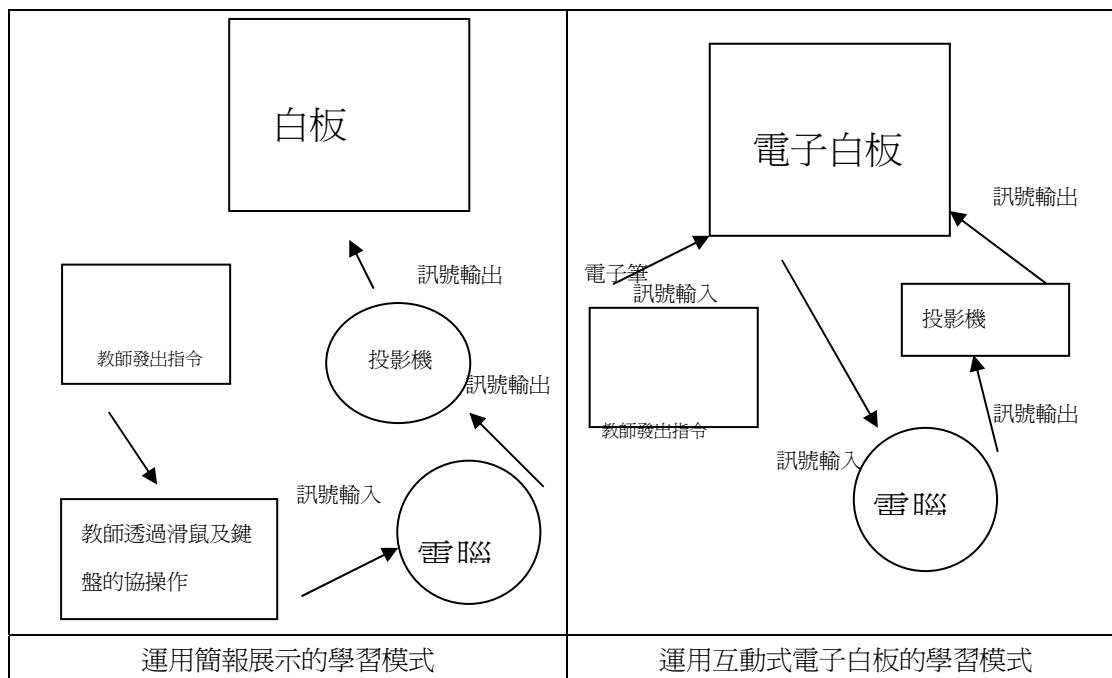 白板
訊號輸出
教師發出指令
投影機
訊號輸出
訊號輸入
教師透過滑鼠及鍵
盤的協操作
電腦
運用簡報展示的學習模式
電子白板
訊號輸出
電子筆
訊號輸入
投影機
教師發出指令
訊號輸出
訊號輸入
電腦
運用互動式電子白板的學習模式